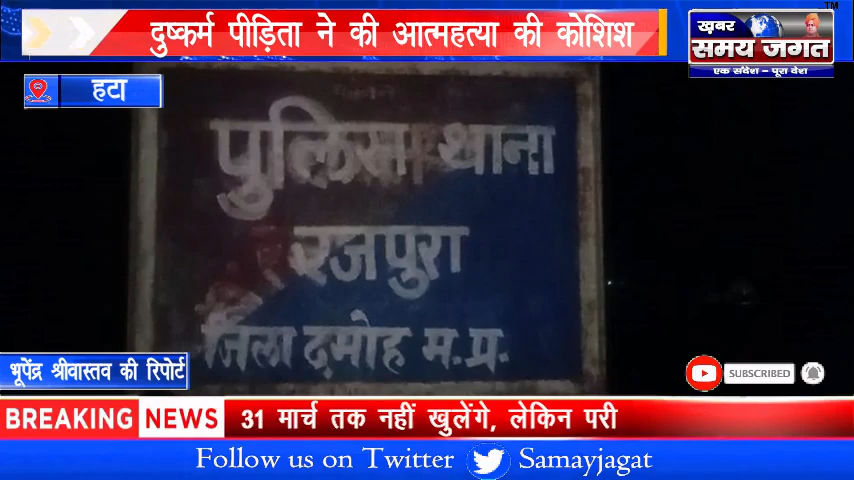 दुष्कर्म पीड़िता ने की आत्महत्या की कोशिश
ख़बर
समय जगत
एक संदेश - पूरा देश
TM
हटा
पुलिस थाना
रजपुरा
जिला दमोह म.प्र.
भूपेंद्र श्रीवास्तव की रिपोर्ट
SUBSCRIBED
BREAKING NEWS 31 मार्च तक नहीं खुलेंगे, लेकिन परी
Follow us on Twitter Samayjagat